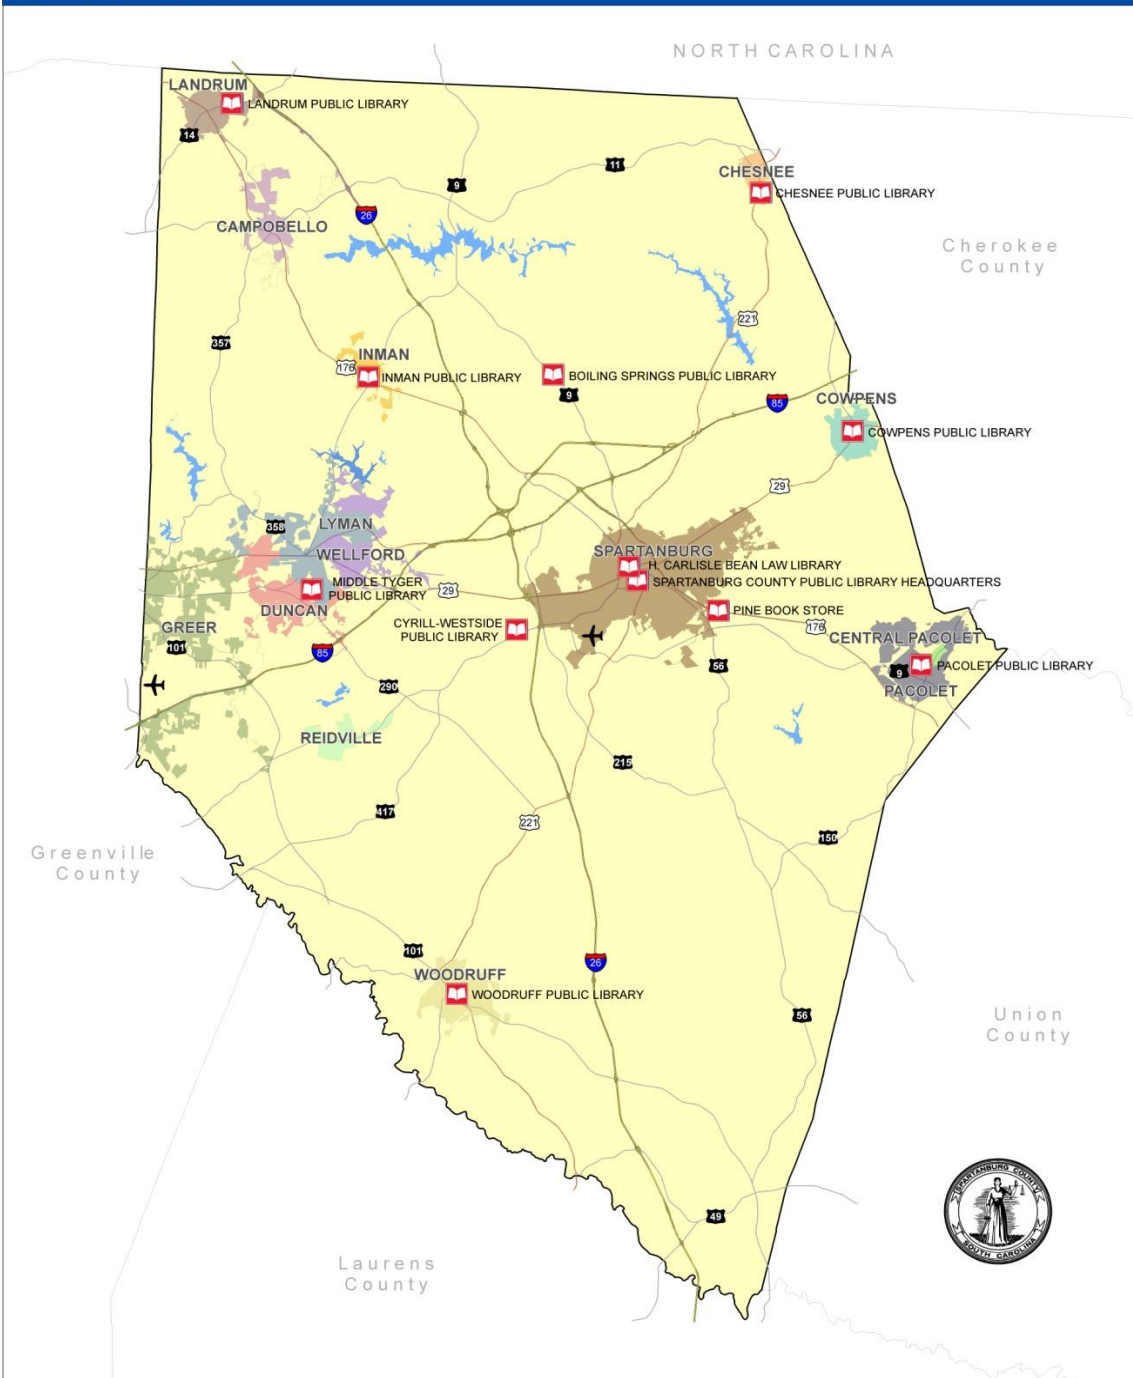 NORTH CAROLINA
LANDRUM
LANDRUM PUBLIC LIBRARY
14
11
9
CHESNEE
CHESNEE PUBLIC LIBRARY
26
CAMPOBELLO
Cherokee
County
221
357
INMAN
176
INMAN PUBLIC LIBRARY
BOILING SPRINGS PUBLIC LIBRARY
9
85
COWPENS
COWPENS PUBLIC LIBRARY
29
LYMAN
358
WELLFORD
SPARTANBURG
H. CARLISLE BEAN LAW LIBRARY
SPARTANBURG COUNTY PUBLIC LIBRARY HEADQUARTERS
MIDDLE TYGER
PUBLIC LIBRARY
29
DUNCAN
PINE BOOK STORE
CYRILL-WESTSIDE
PUBLIC LIBRARY
176
GREER
101
85
CENTRAL PACOLET
56
9
PACOLET PUBLIC LIBRARY
PACOLET
290
REIDVILLE
215
417
221
150
Greenville
County
101
WOODRUFF
26
WOODRUFF PUBLIC LIBRARY
56
Union
County
49
SPARTANBURG COUNTY
SOUTH CAROLINA
Laurens
County